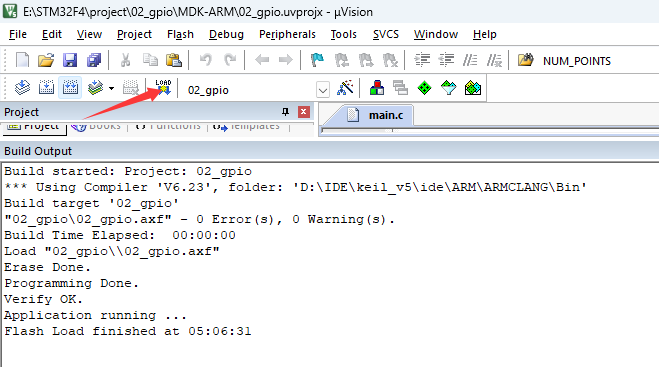 E:\STM32F4\project\02_gpio\MDK-ARM\02_gpio.uvprojx - µVision
File Edit View Project Flash Debug Peripherals Tools SVCS Window Help
NUM_POINTS
LOAD
02_gpio
Project
main.c
Project Books Functions Templates
Build Output
Build started: Project: 02_gpio
*** Using Compiler 'V6.23', folder: 'D:\IDE\keil_v5\ide\ARM\ARMCLANG\Bin'
Build target '02_gpio'
"02_gpio\02_gpio.axf" - 0 Error(s), 0 Warning(s).
Build Time Elapsed:  00:00:00
Load "02_gpio\\02_gpio.axf"
Erase Done.
Programming Done.
Verify OK.
Application running ...
Flash Load finished at 05:06:31